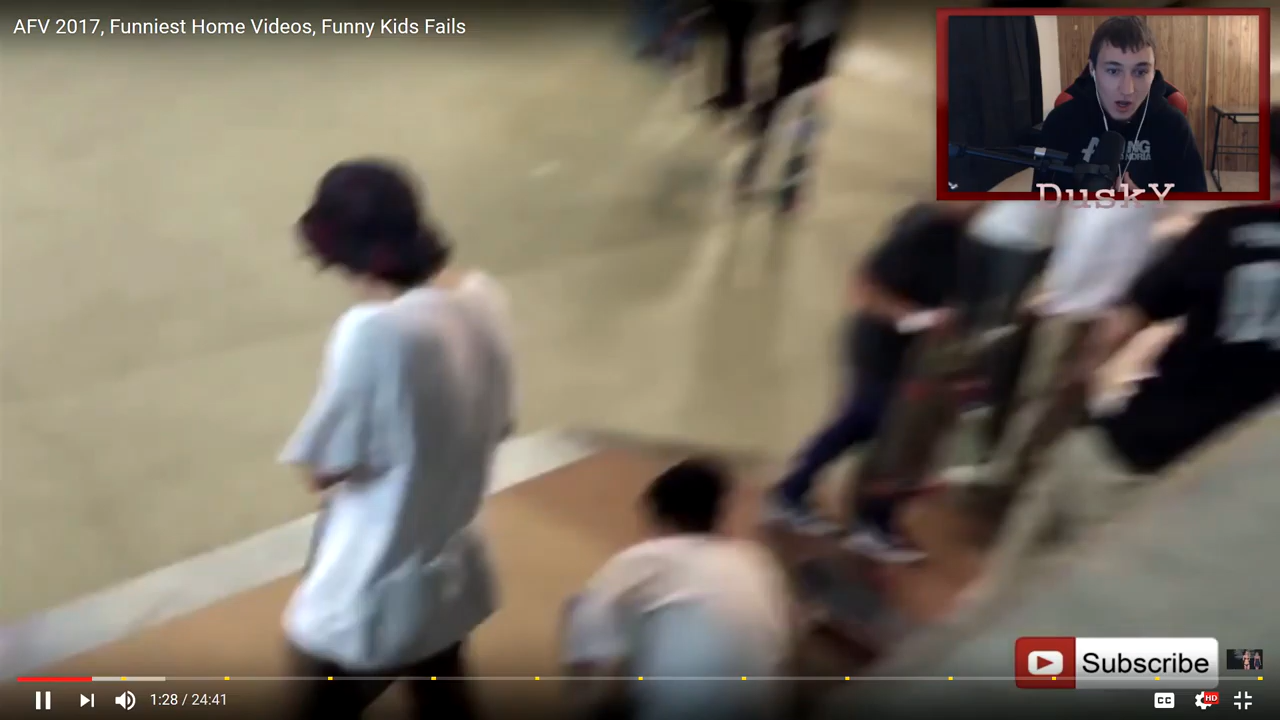 AFV 2017, Funniest Home Videos, Funny Kids Fails
DuskY
Subscribe
1:28 / 24:41
CC
HD